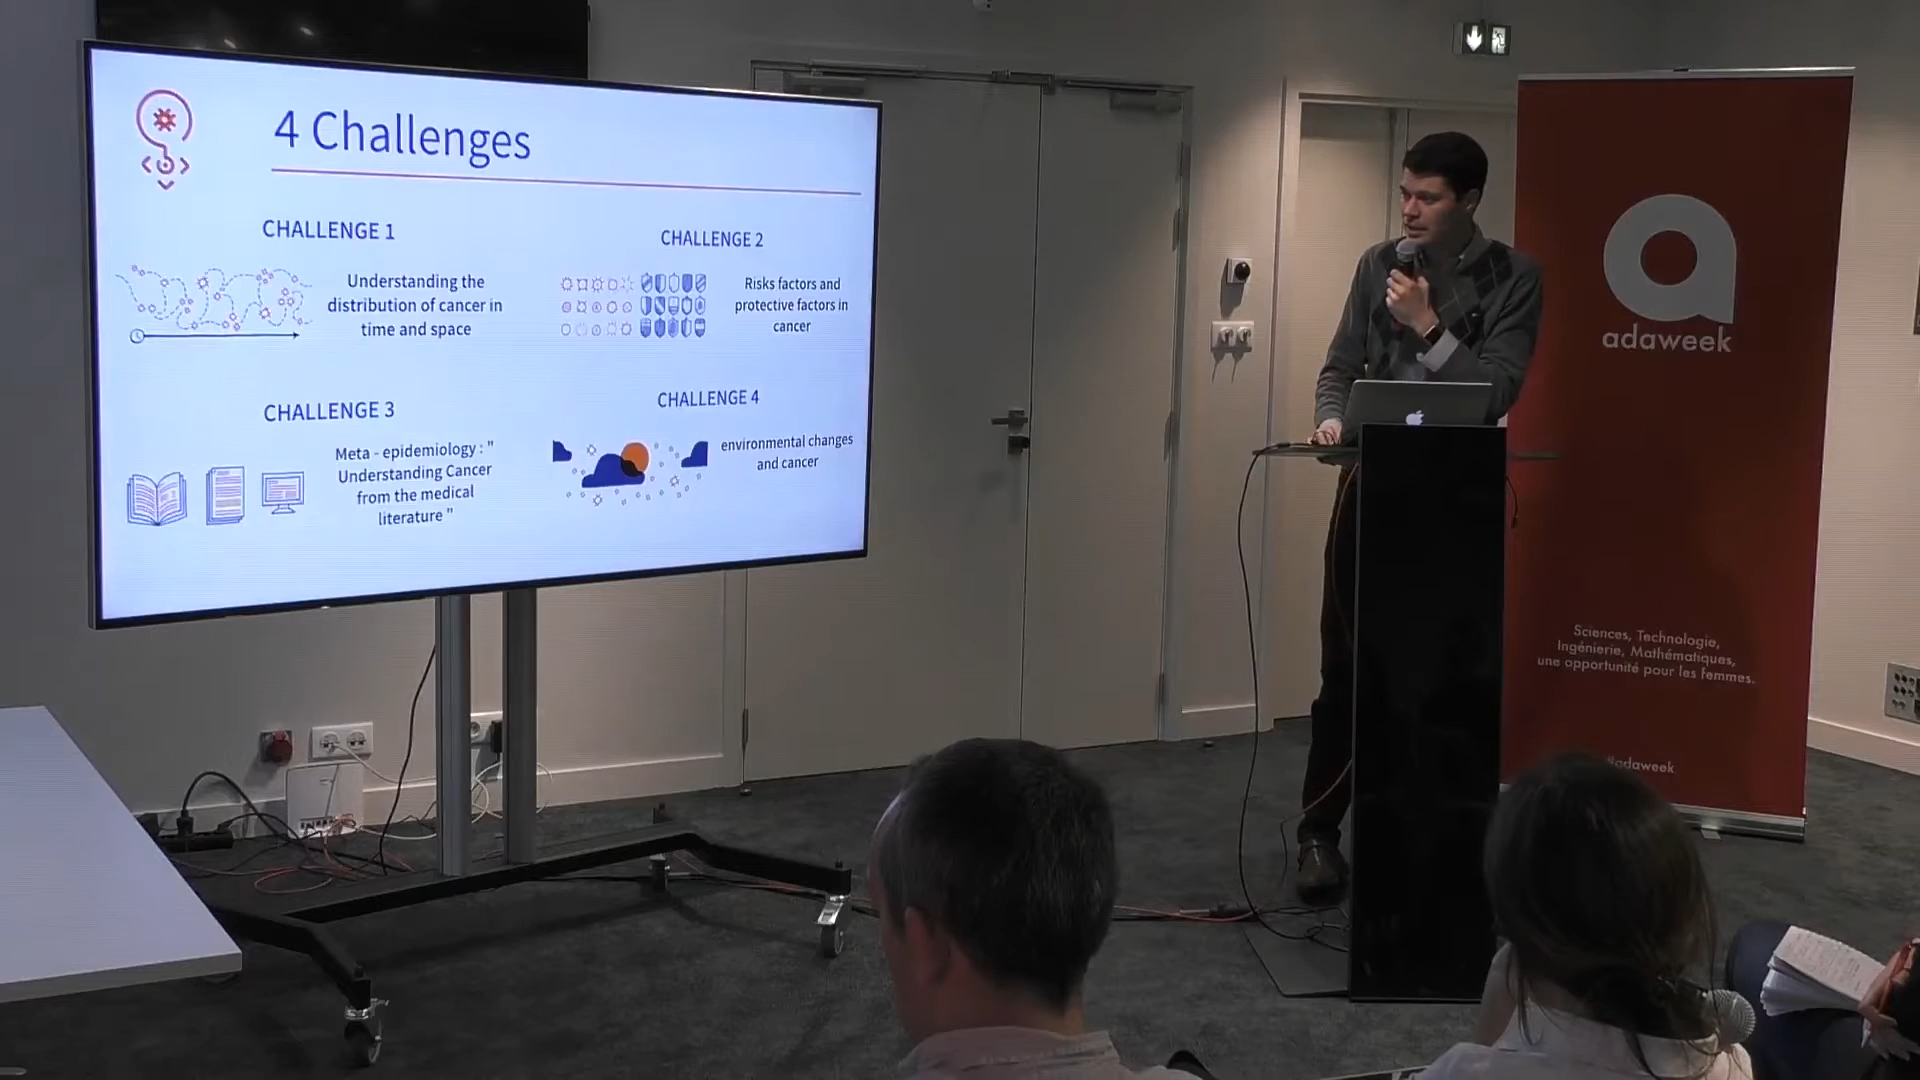 4 Challenges
CHALLENGE 1
Understanding the
distribution of cancer in
time and space
CHALLENGE 2
Risks factors and
protective factors in
cancer
CHALLENGE 3
Meta - epidemiology : "
Understanding Cancer
from the medical
literature "
CHALLENGE 4
environmental changes
and cancer
adaweek
Sciences, Technologie,
Ingénierie, Mathématiques,
une opportunité pour les femmes.
#adaweek